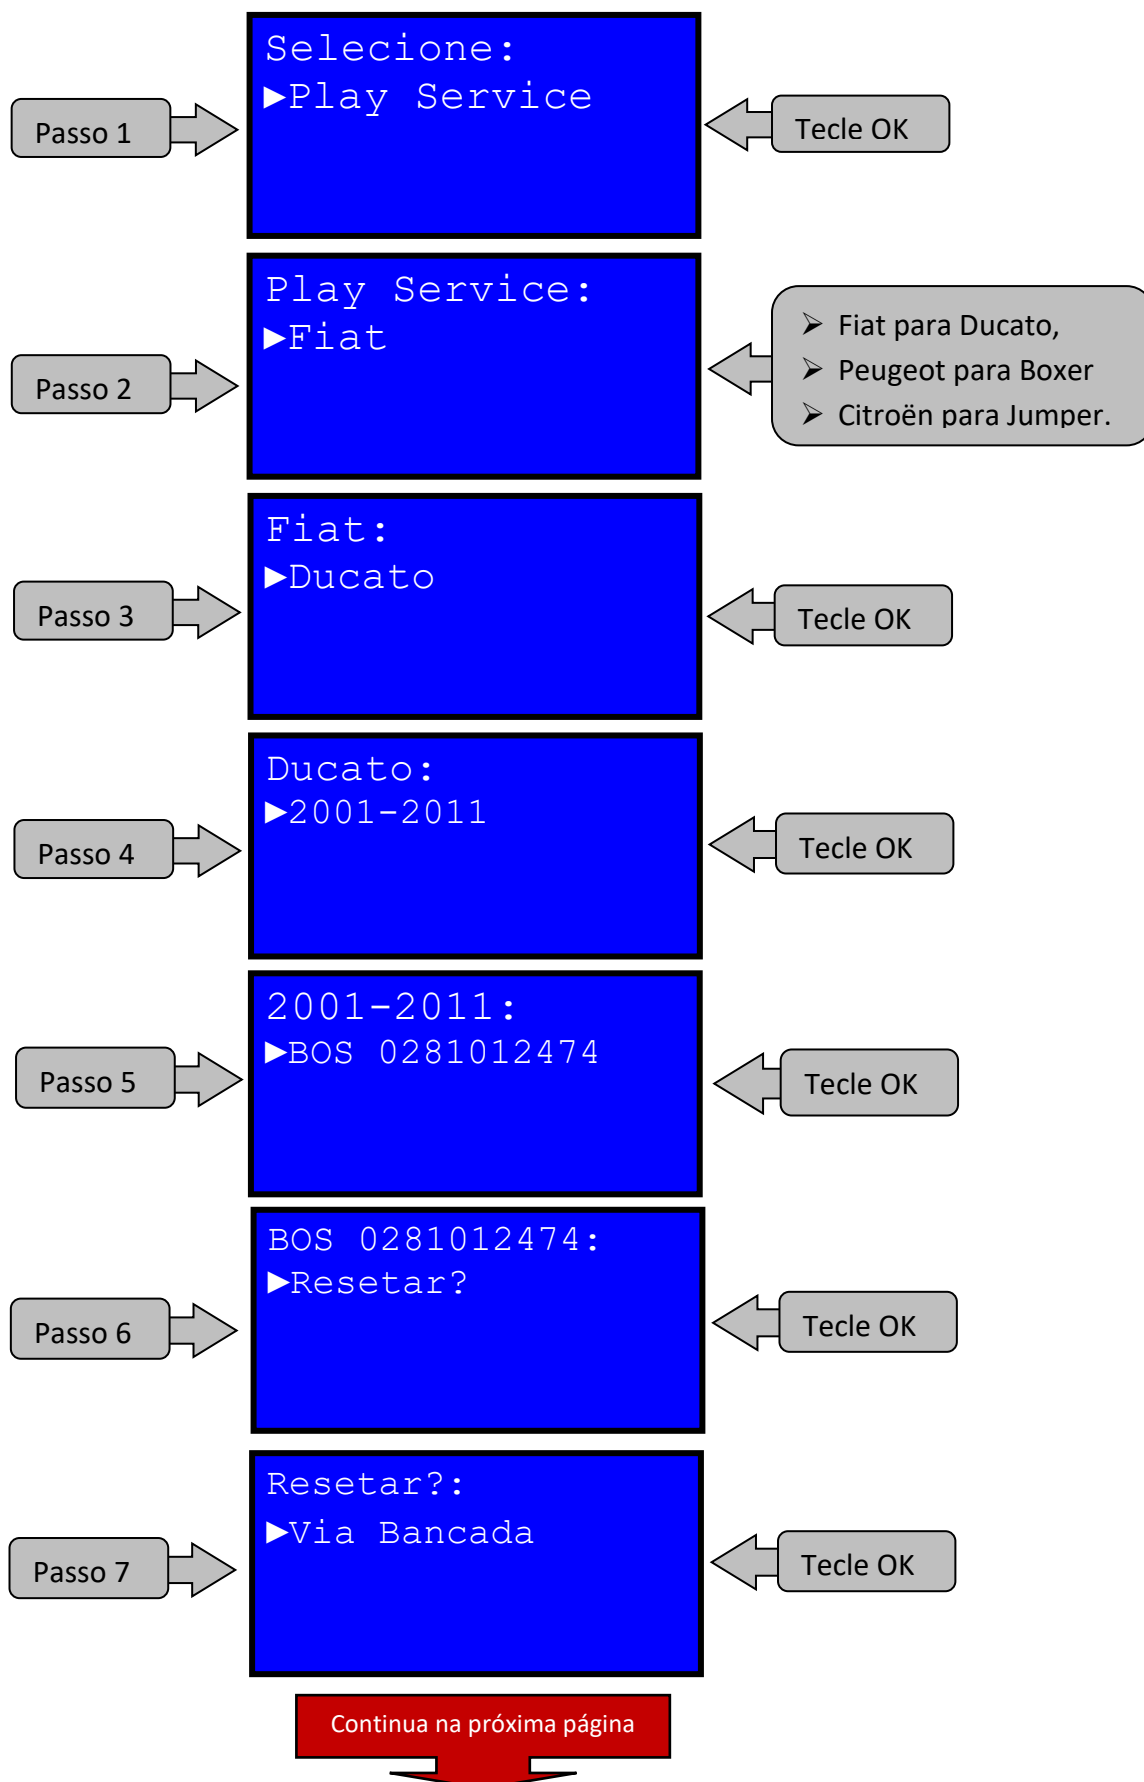 Selecione:
►Play Service
Passo 1
Tecle OK
Play Service:
►Fiat
Passo 2
➢ Fiat para Ducato,
➢ Peugeot para Boxer
➢ Citroën para Jumper.
Fiat:
►Ducato
Passo 3
Tecle OK
Ducato:
►2001-2011
Passo 4
Tecle OK
2001-2011:
►BOS 0281012474
Passo 5
Tecle OK
BOS 0281012474:
►Resetar?
Passo 6
Tecle OK
Resetar?:
►Via Bancada
Passo 7
Tecle OK
Continua na próxima página